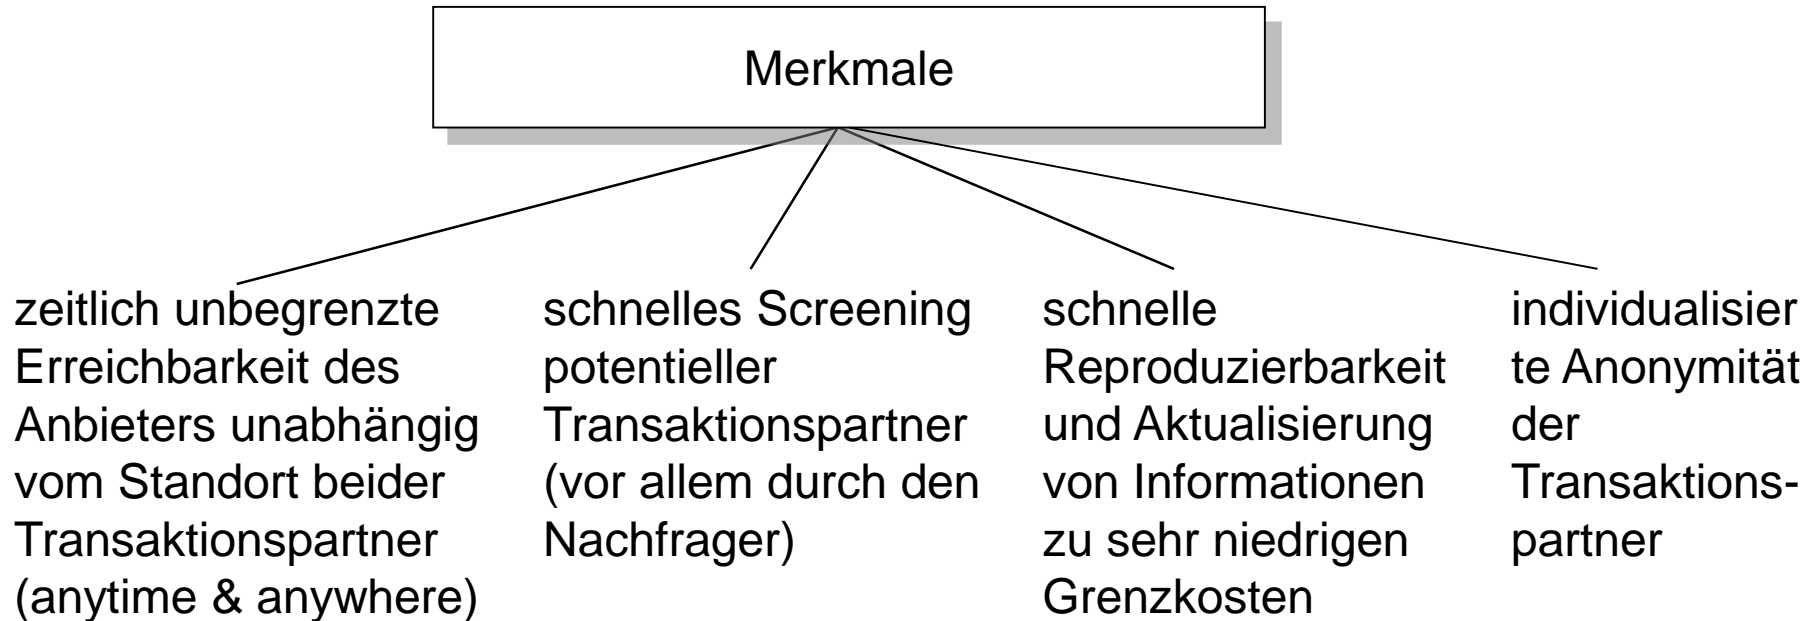 Merkmale
zeitlich unbegrenzte
Erreichbarkeit des
Anbieters unabhängig
vom Standort beider
Transaktionspartner
(anytime & anywhere)
schnelles Screening
potentieller
Transaktionspartner
(vor allem durch den
Nachfrager)
schnelle
Reproduzierbarkeit
und Aktualisierung
von Informationen
zu sehr niedrigen
Grenzkosten
individualisier
te Anonymität
der
Transaktions-
partner